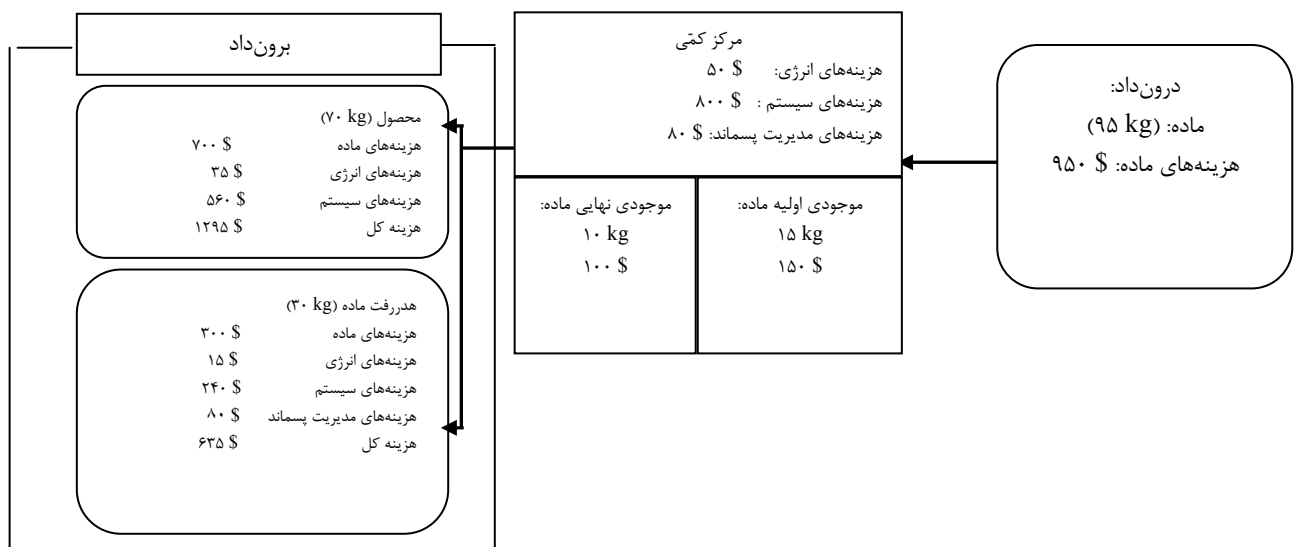 درون‌داد:
ماده: (۹۵ kg)
هزینه‌های ماده: $ ۹۵۰
مرکز کمّی
هزینه‌های انرژی: $ ۵۰
هزینه‌های سیستم : $ ۸۰۰
هزینه‌های مدیریت پسماند: $ ۸۰
موجودی اولیه ماده:
۱۵ kg
۱۵۰ $
موجودی نهایی ماده:
۱۰ kg
۱۰۰ $
برون‌داد
محصول (۷۰ kg)
هزینه‌های ماده $ ۷۰۰
هزینه‌های انرژی $ ۳۵
هزینه‌های سیستم $ ۵۶۰
هزینه کل $ ۱۲۹۵
هدررفت ماده (۳۰ kg)
هزینه‌های ماده $ ۳۰۰
هزینه‌های انرژی $ ۱۵
هزینه‌های سیستم $ ۲۴۰
هزینه‌های مدیریت پسماند $ ۸۰
هزینه کل $ ۶۳۵